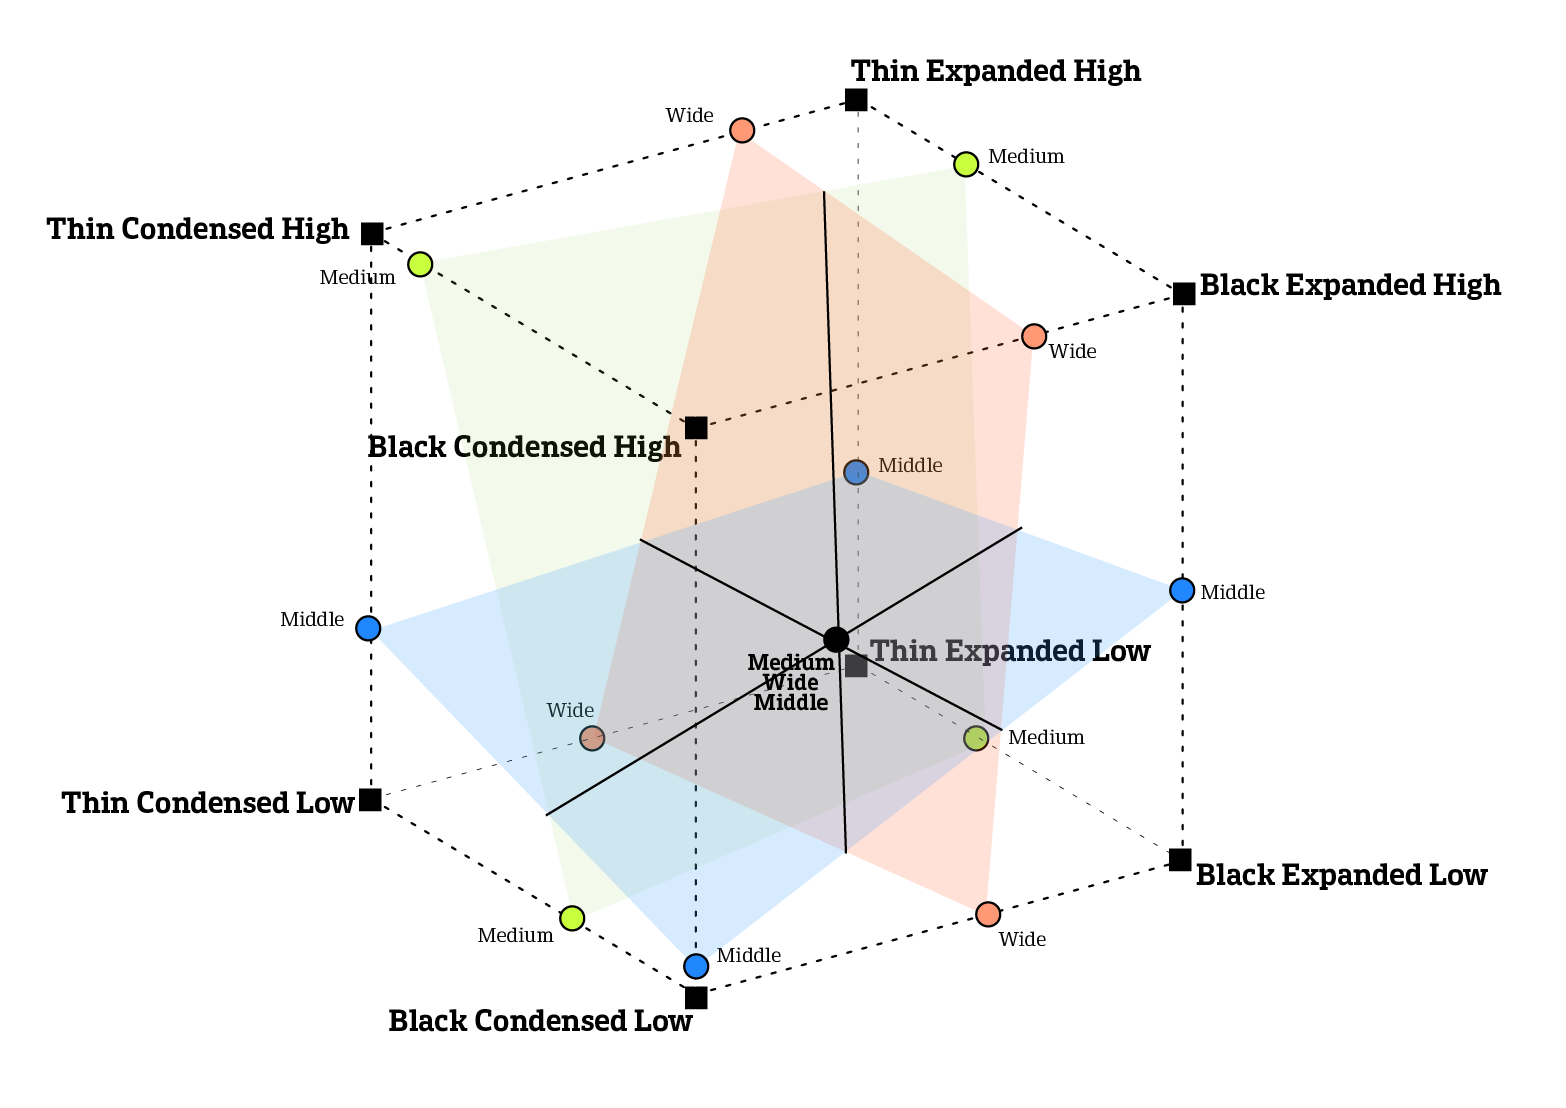 Thin Expanded High
Wide
Medium
Thin Condensed High
Medium
Black Expanded High
Wide
Black Condensed High
Middle
Middle
Middle
Thin Expanded Low
Medium
Wide
Middle
Wide
Medium
Thin Condensed Low
Black Expanded Low
Medium
Wide
Middle
Black Condensed Low